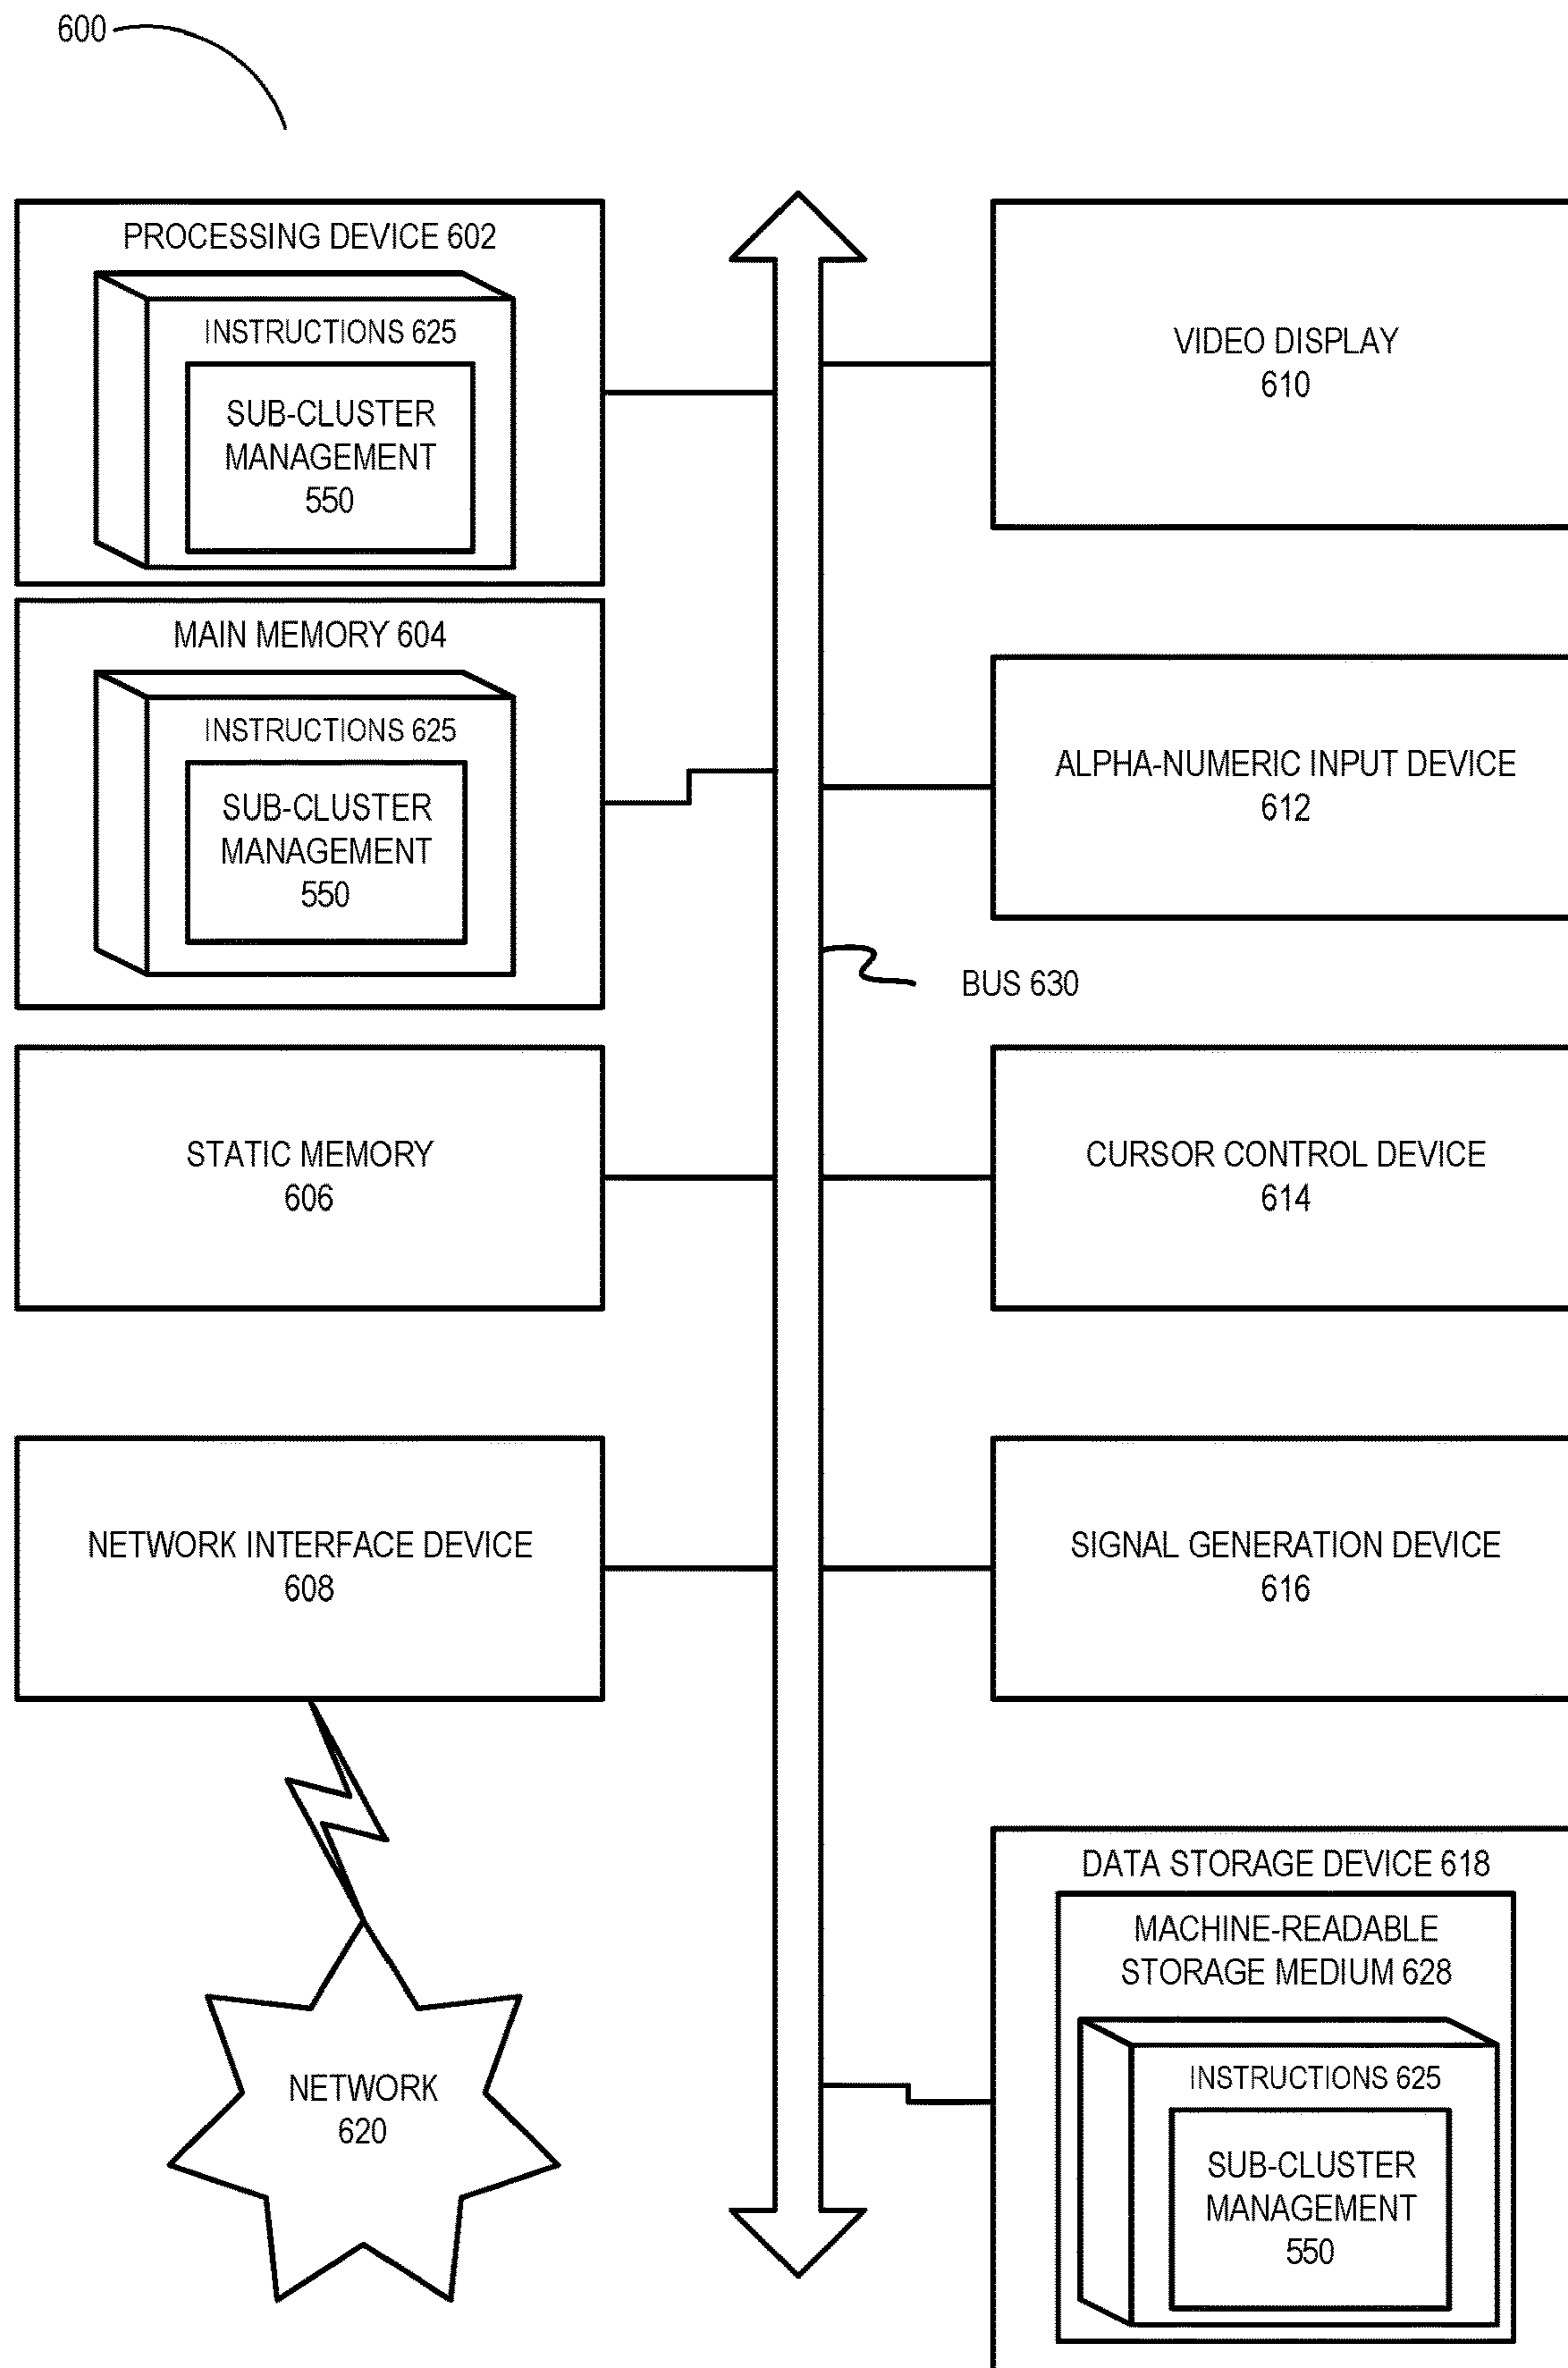 600
PROCESSING DEVICE 602
INSTRUCTIONS 625
SUB-CLUSTER
MANAGEMENT
550
MAIN MEMORY 604
INSTRUCTIONS 625
SUB-CLUSTER
MANAGEMENT
550
STATIC MEMORY
606
NETWORK INTERFACE DEVICE
608
NETWORK
620
VIDEO DISPLAY
610
ALPHA-NUMERIC INPUT DEVICE
612
BUS 630
CURSOR CONTROL DEVICE
614
SIGNAL GENERATION DEVICE
616
DATA STORAGE DEVICE 618
MACHINE-READABLE
STORAGE MEDIUM 628
INSTRUCTIONS 625
SUB-CLUSTER
MANAGEMENT
550